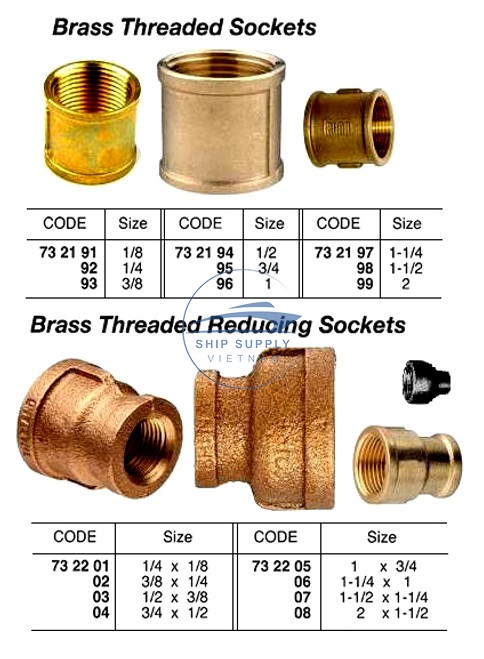 Brass Threaded Sockets
CODE Size CODE Size CODE Size
73 21 91 1/8 73 21 94 1/2 73 21 97 1-1/4
92 1/4 95 3/4 98 1-1/2
93 3/8 96 1 99 2
Brass Threaded Reducing Sockets
SHIP SUPPLY
VIETNAM
CODE Size CODE Size
73 22 01 1/4 x 1/8 73 22 05 1 x 3/4
02 3/8 x 1/4 06 1-1/4 x 1
03 1/2 x 3/8 07 1-1/2 x 1-1/4
04 3/4 x 1/2 08 2 x 1-1/2